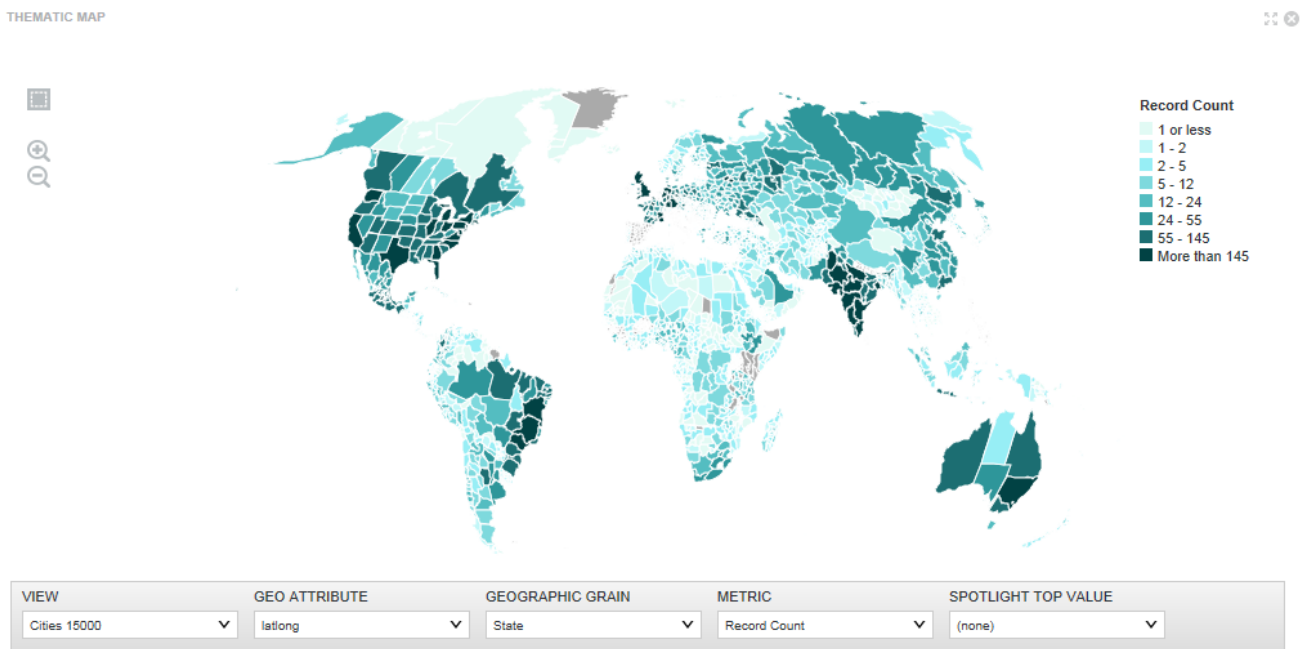 THEMATIC MAP
Record Count
1 or less
1 - 2
2 - 5
5 - 12
12 - 24
24 - 55
55 - 145
More than 145
VIEW GEO ATTRIBUTE GEOGRAPHIC GRAIN METRIC SPOTLIGHT TOP VALUE
Cities 15000 latlong State Record Count (none)